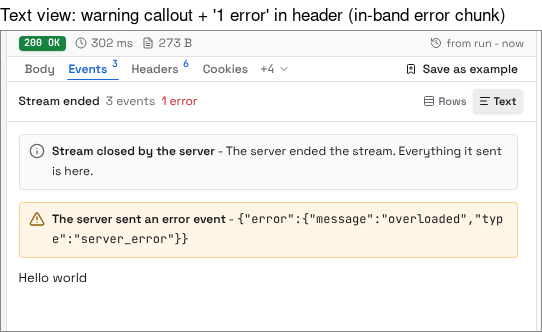 Text view: warning callout + '1 error' in header (in-band error chunk)
200 OK 302 ms 273 B from run - now
Body Events 3 Headers 6 Cookies +4 Save as example
Stream ended 3 events 1 error Rows Text
Stream closed by the server - The server ended the stream. Everything it sent
is here.
The server sent an error event - {"error":{"message":"overloaded","typ
e":"server_error"}}
Hello world